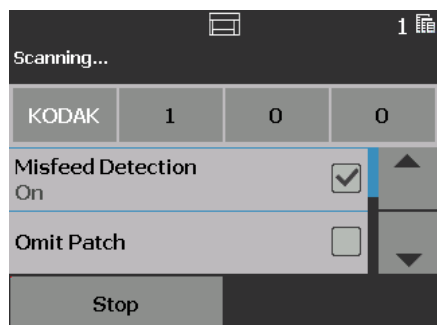 1
Scanning...
KODAK 1 0 0
Misfeed Detection
On
Omit Patch
Stop